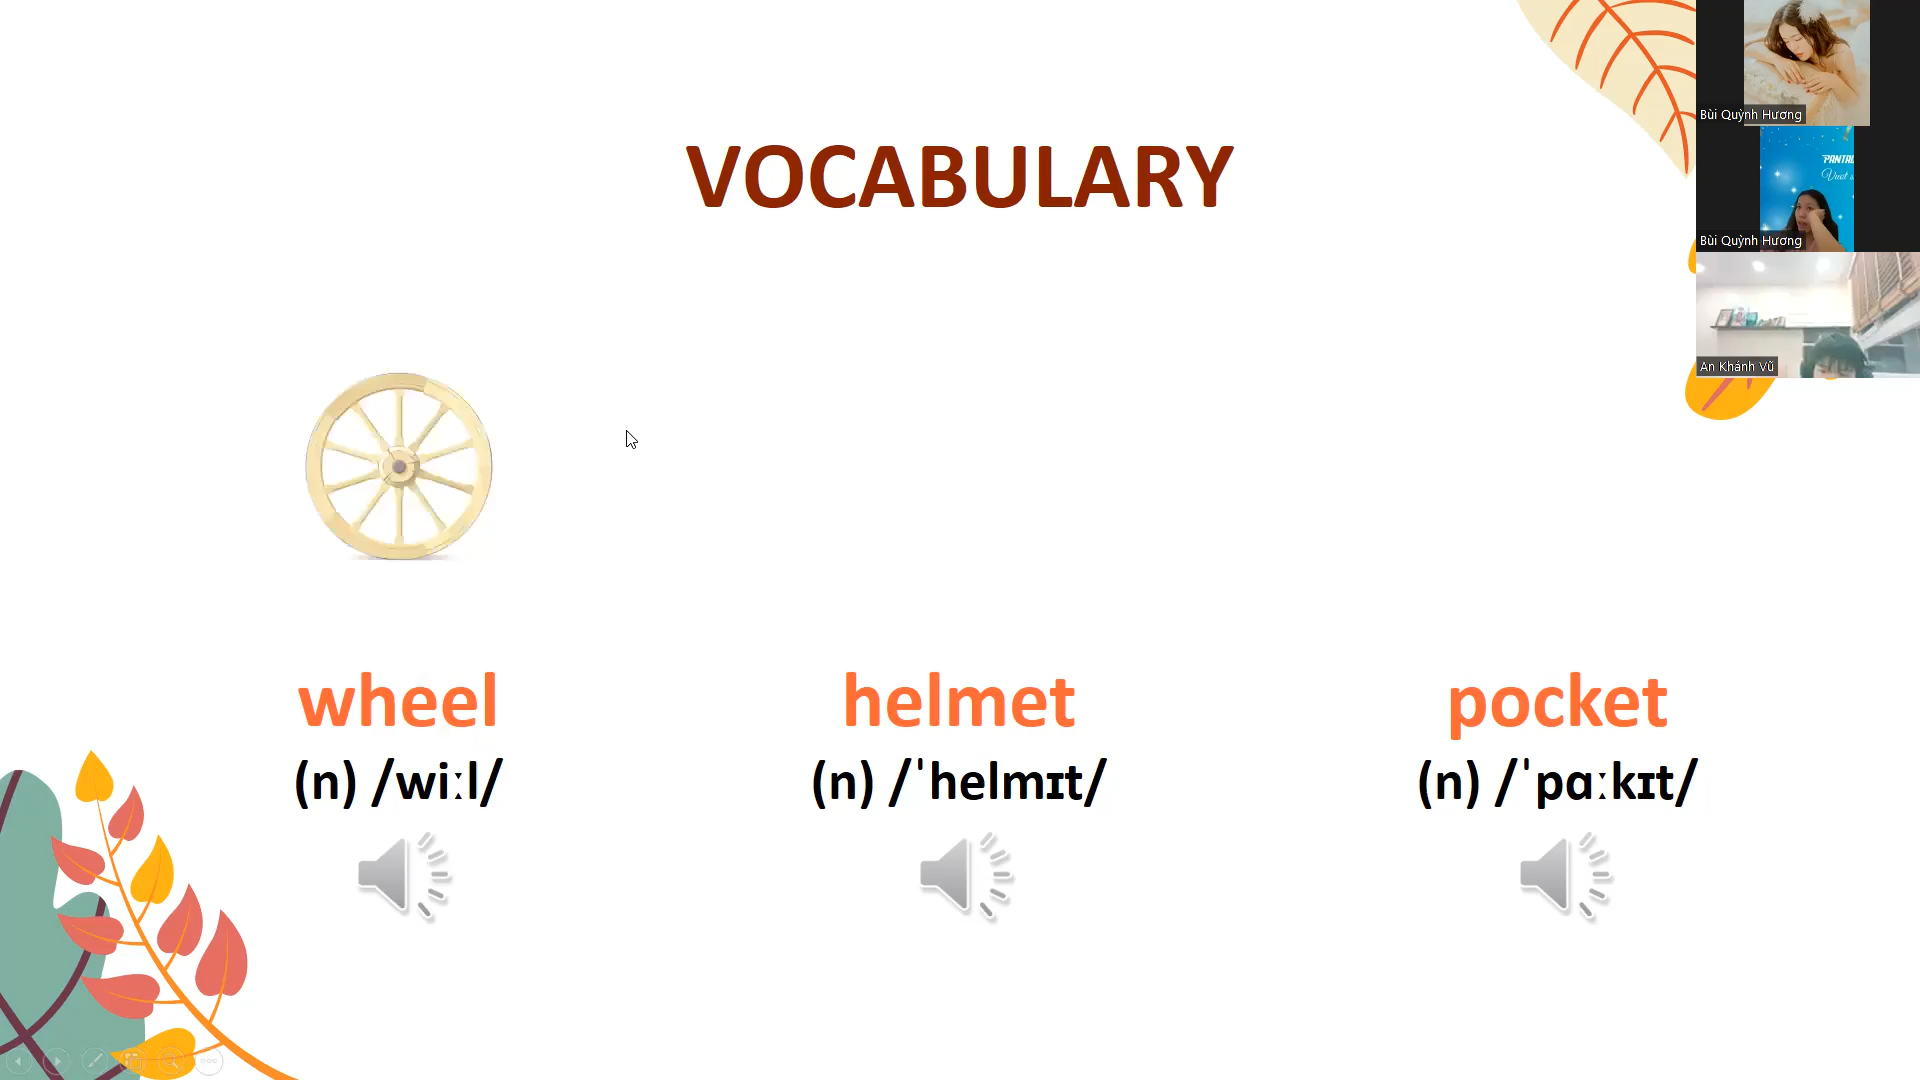 VOCABULARY
wheel
(n) /wiːl/
helmet
(n) /ˈhelmɪt/
pocket
(n) /ˈpɑːkɪt/
Bùi Quỳnh Hương
Bùi Quỳnh Hương
An Khánh Vũ